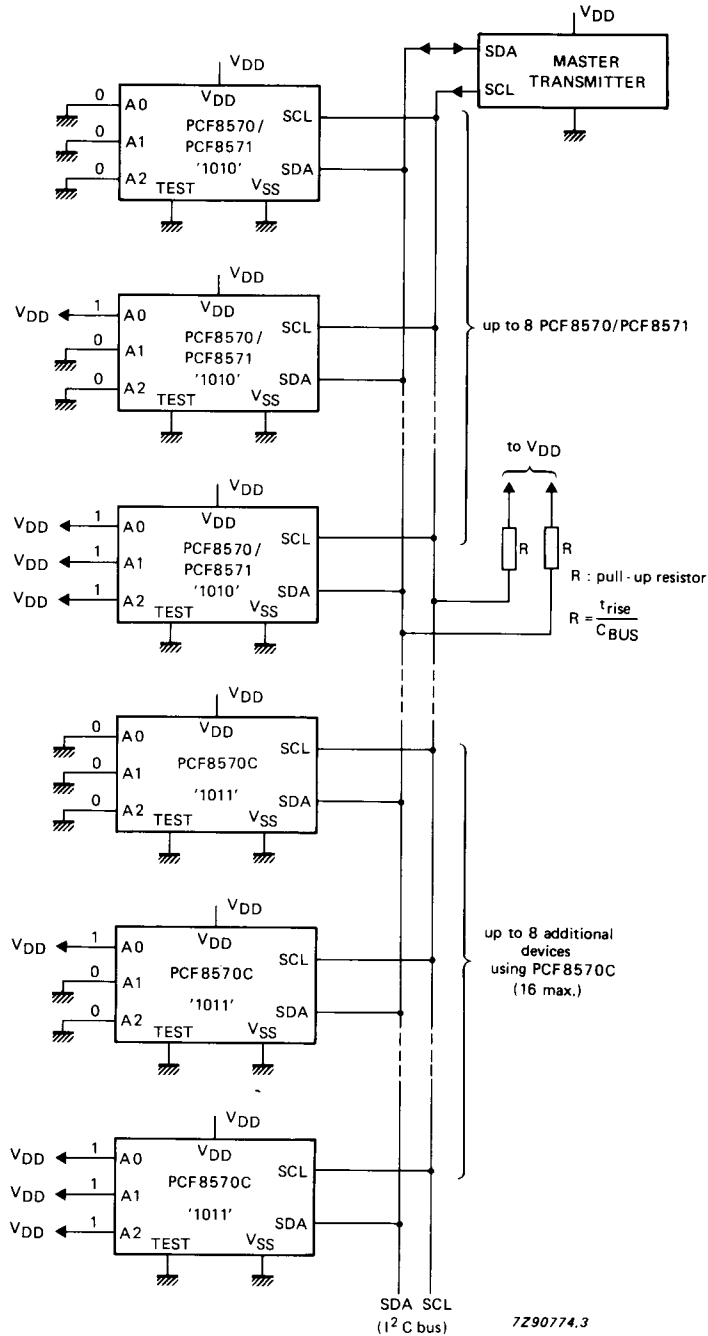 VDD
SDA
MASTER
TRANSMITTER
SCL
VDD
0 A0 VDD SCL
PCF8570/
0 A1 PCF8571
'1010' SDA
0 A2 TEST VSS
VDD
VDD 1 A0 VDD SCL
PCF8570/
0 A1 PCF8571
'1010' SDA
0 A2 TEST VSS
up to 8 PCF8570/PCF8571
to VDD
VDD
VDD 1 A0 VDD SCL
PCF8570/
VDD 1 A1 PCF8571
'1010' SDA
VDD 1 A2 TEST VSS
R R
R : pull-up resistor
R = trise
CBUS
VDD
0 A0 VDD SCL
0 A1 PCF8570C
'1011' SDA
0 A2 TEST VSS
VDD
VDD 1 A0 VDD SCL
0 A1 PCF8570C
'1011' SDA
0 A2 TEST VSS
up to 8 additional
devices
using PCF8570C
(16 max.)
VDD
VDD 1 A0 VDD SCL
VDD 1 A1 PCF8570C
'1011' SDA
VDD 1 A2 TEST VSS
SDA SCL
(I²C bus)
7Z90774.3